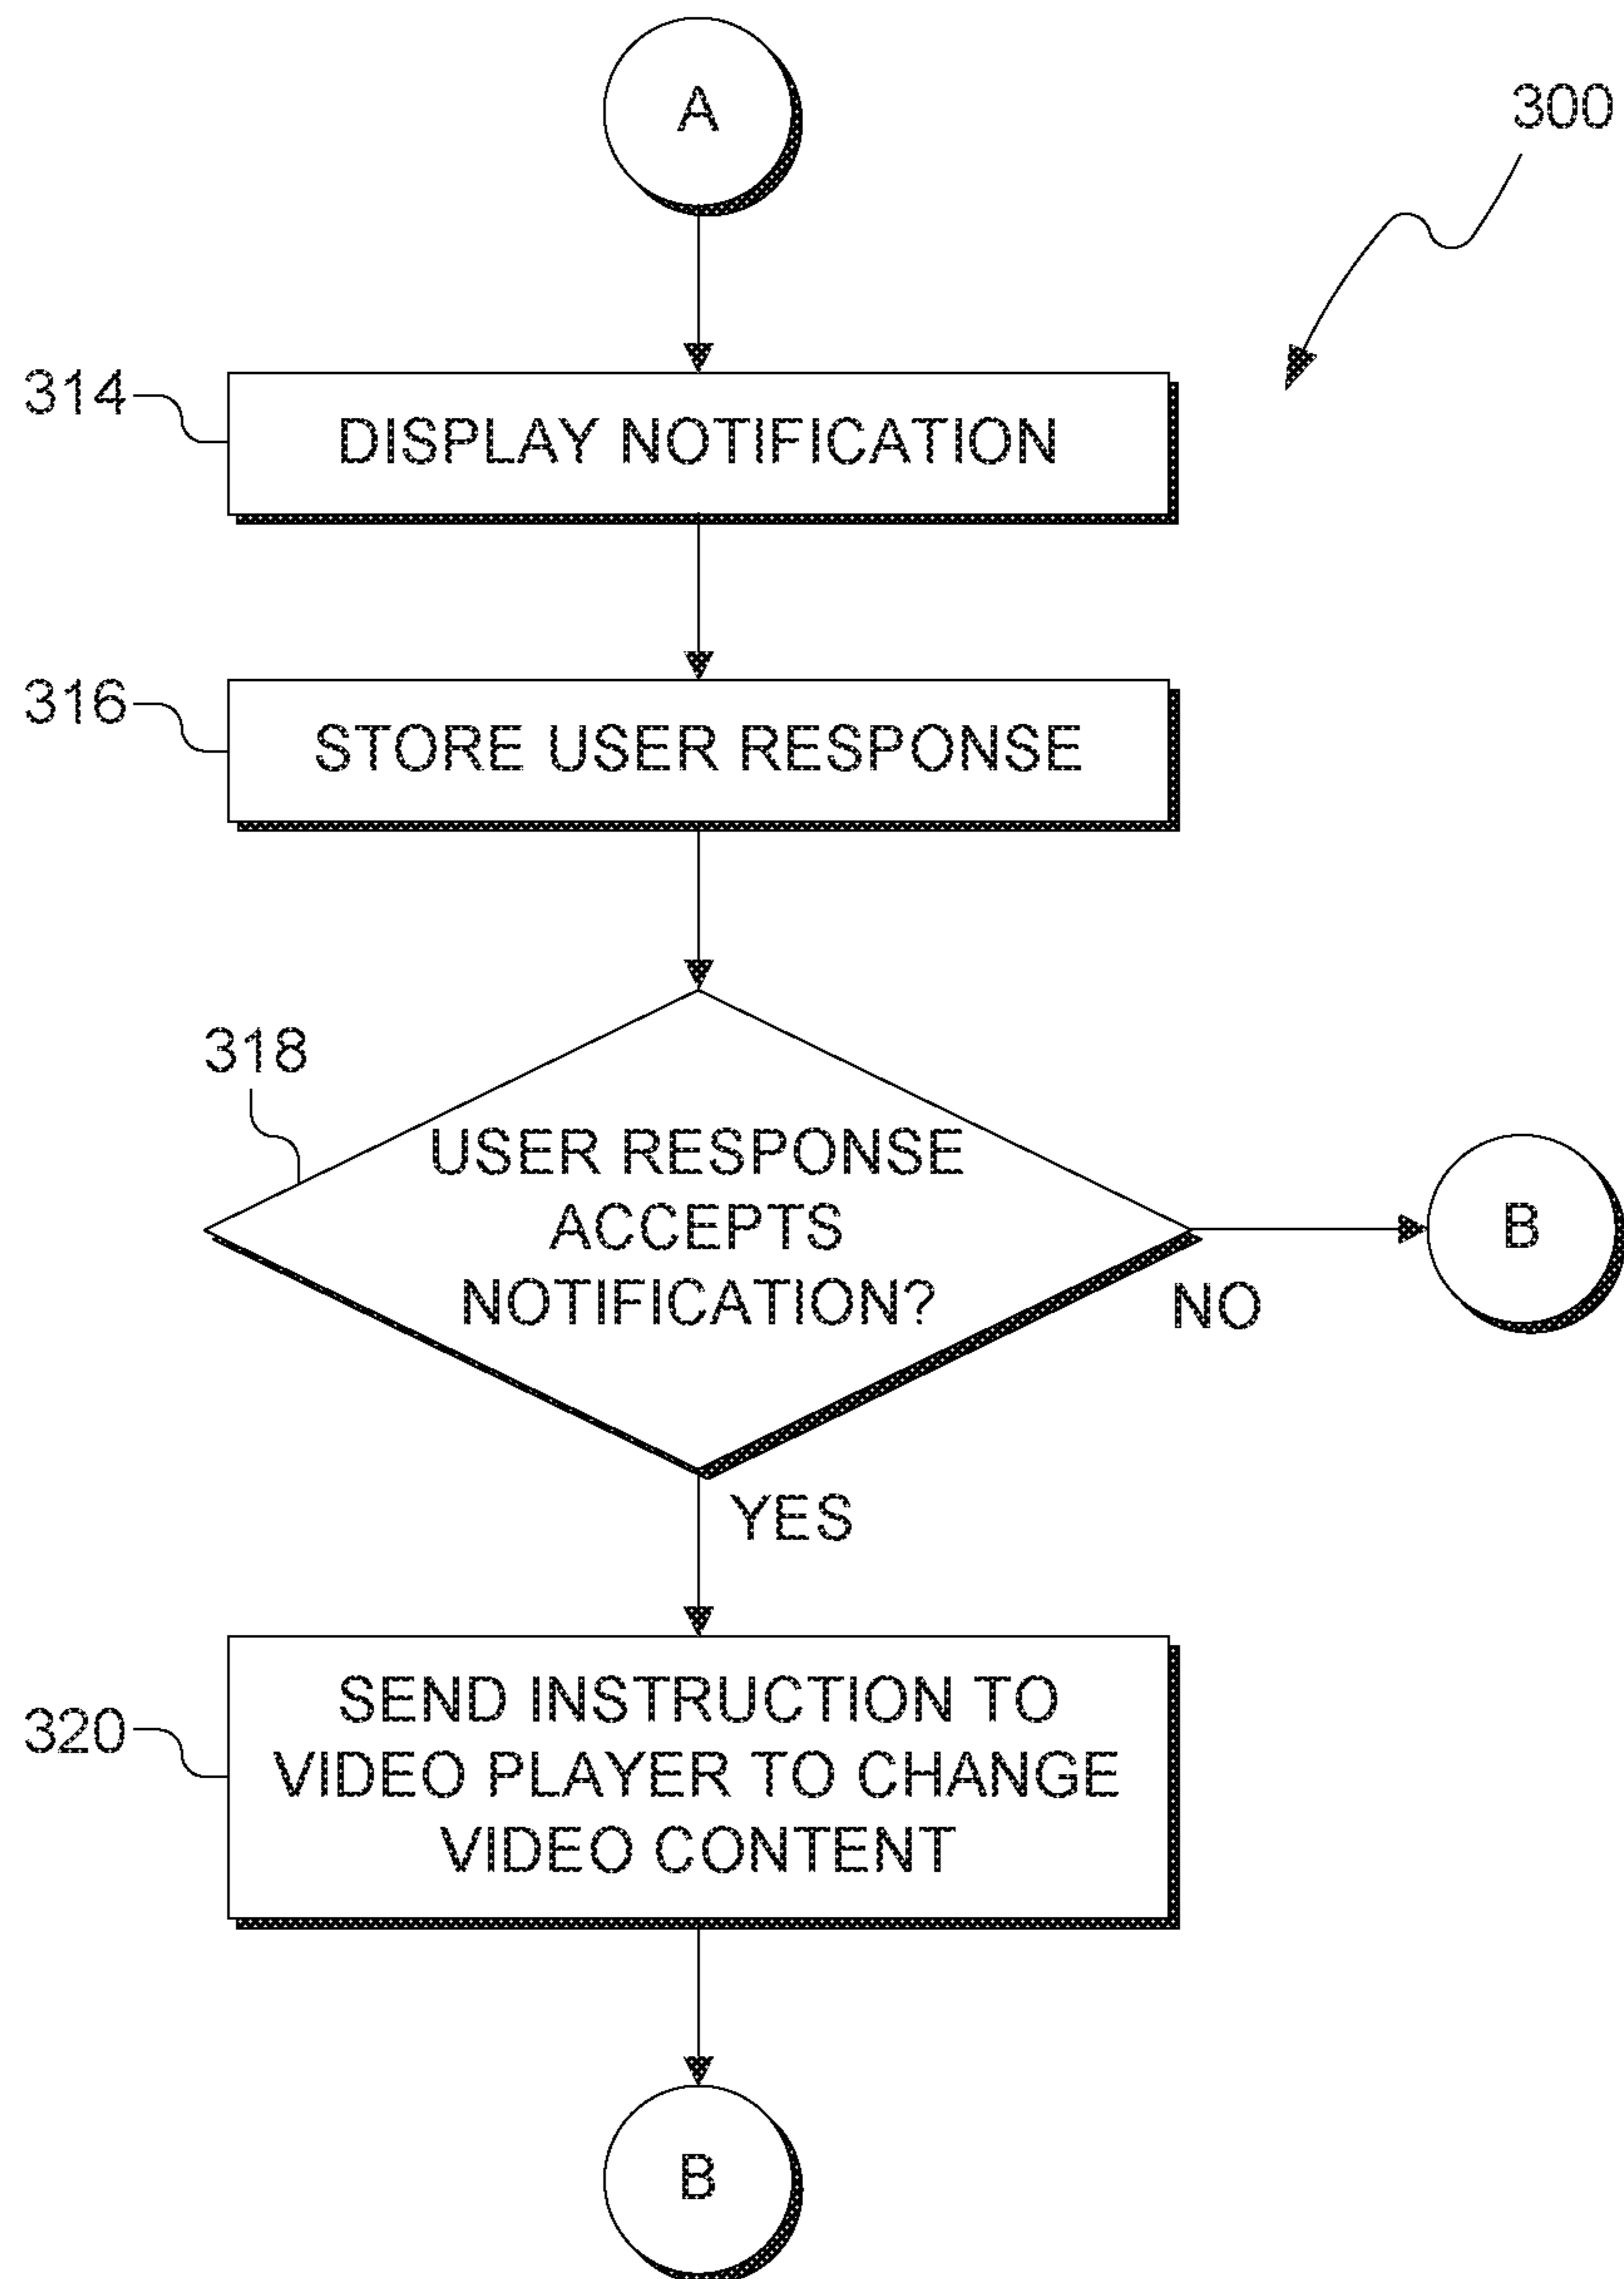 A
300
314
DISPLAY NOTIFICATION
316
STORE USER RESPONSE
318
USER RESPONSE
ACCEPTS
NOTIFICATION?
B
NO
YES
320
SEND INSTRUCTION TO
VIDEO PLAYER TO CHANGE
VIDEO CONTENT
B